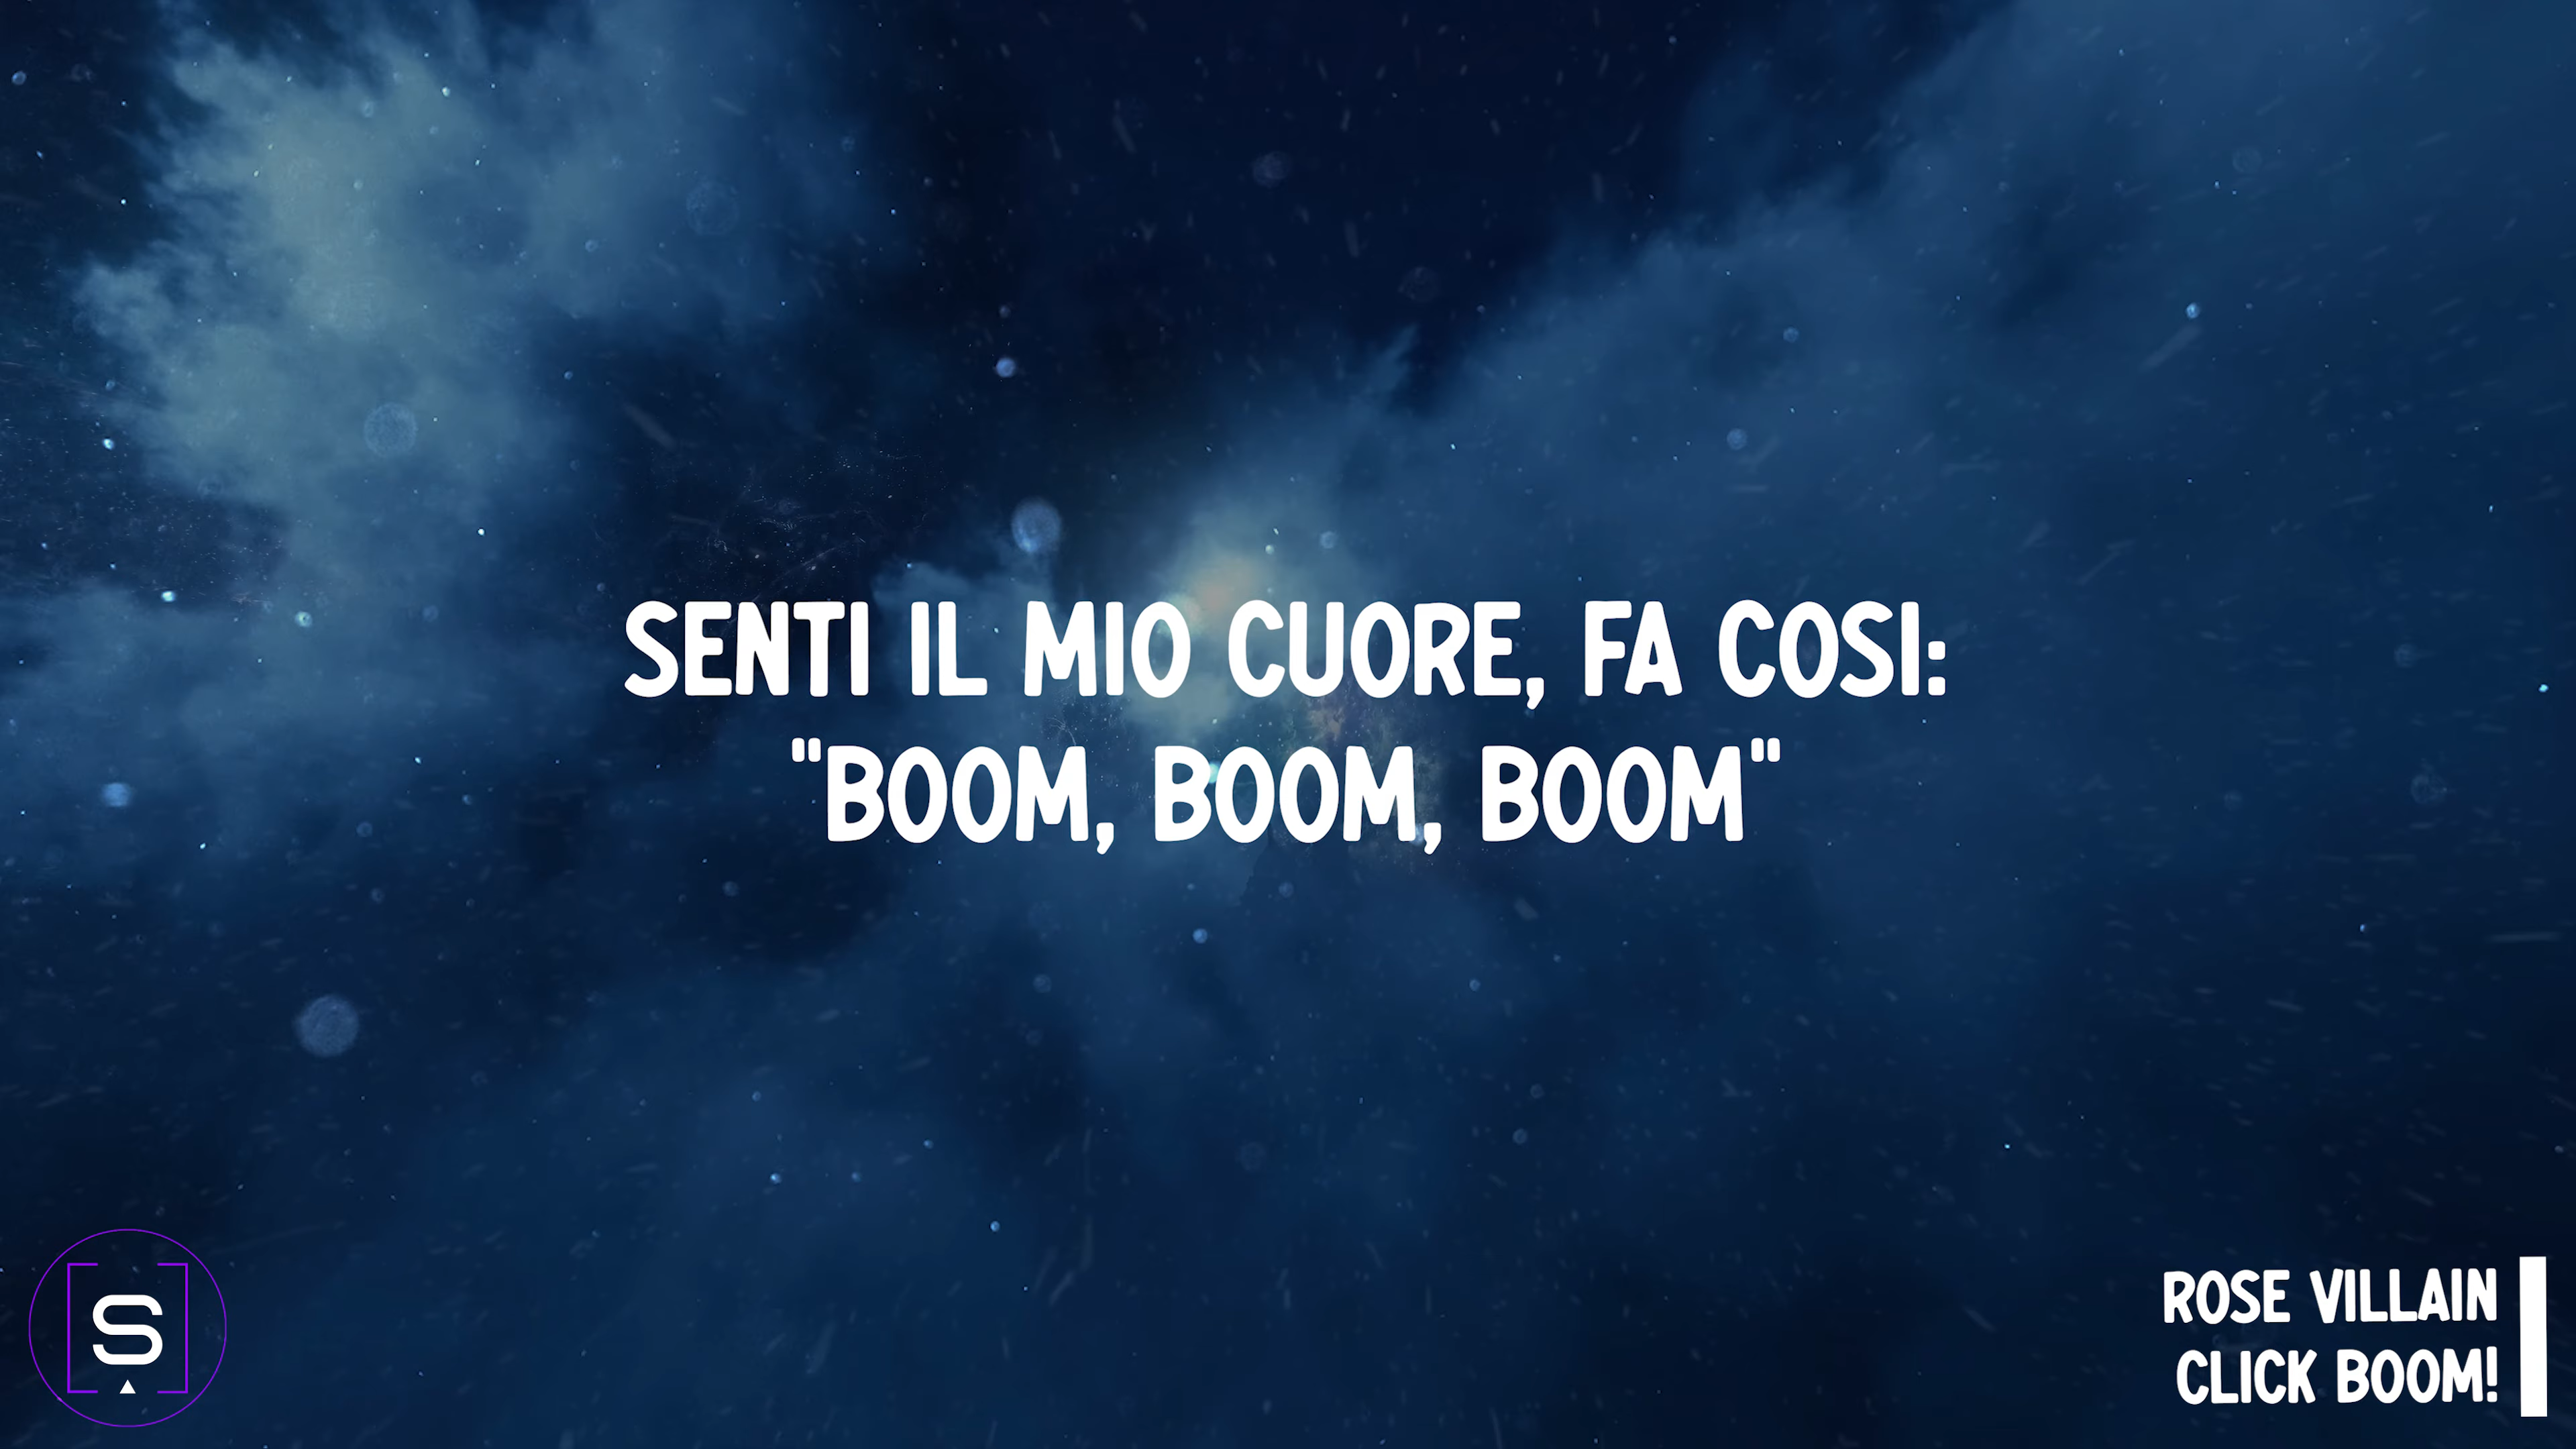 SENTI IL MIO CUORE, FA COSI:
"BOOM, BOOM, BOOM"
S
ROSE VILLAIN
CLICK BOOM!